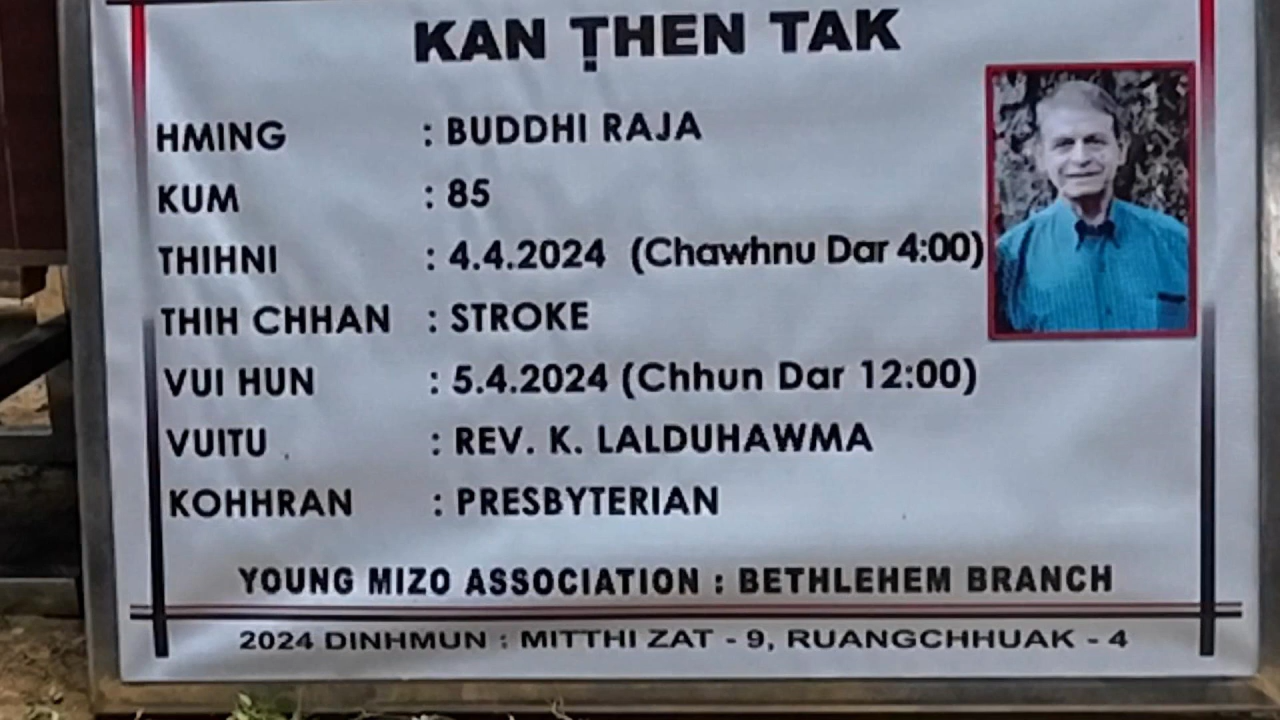 KAN ṬHEN TAK
HMING : BUDDHI RAJA
KUM : 85
THIHNI : 4.4.2024 (Chawhnu Dar 4:00)
THIH CHHAN : STROKE
VUI HUN : 5.4.2024 (Chhun Dar 12:00)
VUITU : REV. K. LALDUHAWMA
KOHHRAN : PRESBYTERIAN
YOUNG MIZO ASSOCIATION : BETHLEHEM BRANCH
2024 DINHMUN : MITTHI ZAT - 9, RUANGCHHUAK - 4